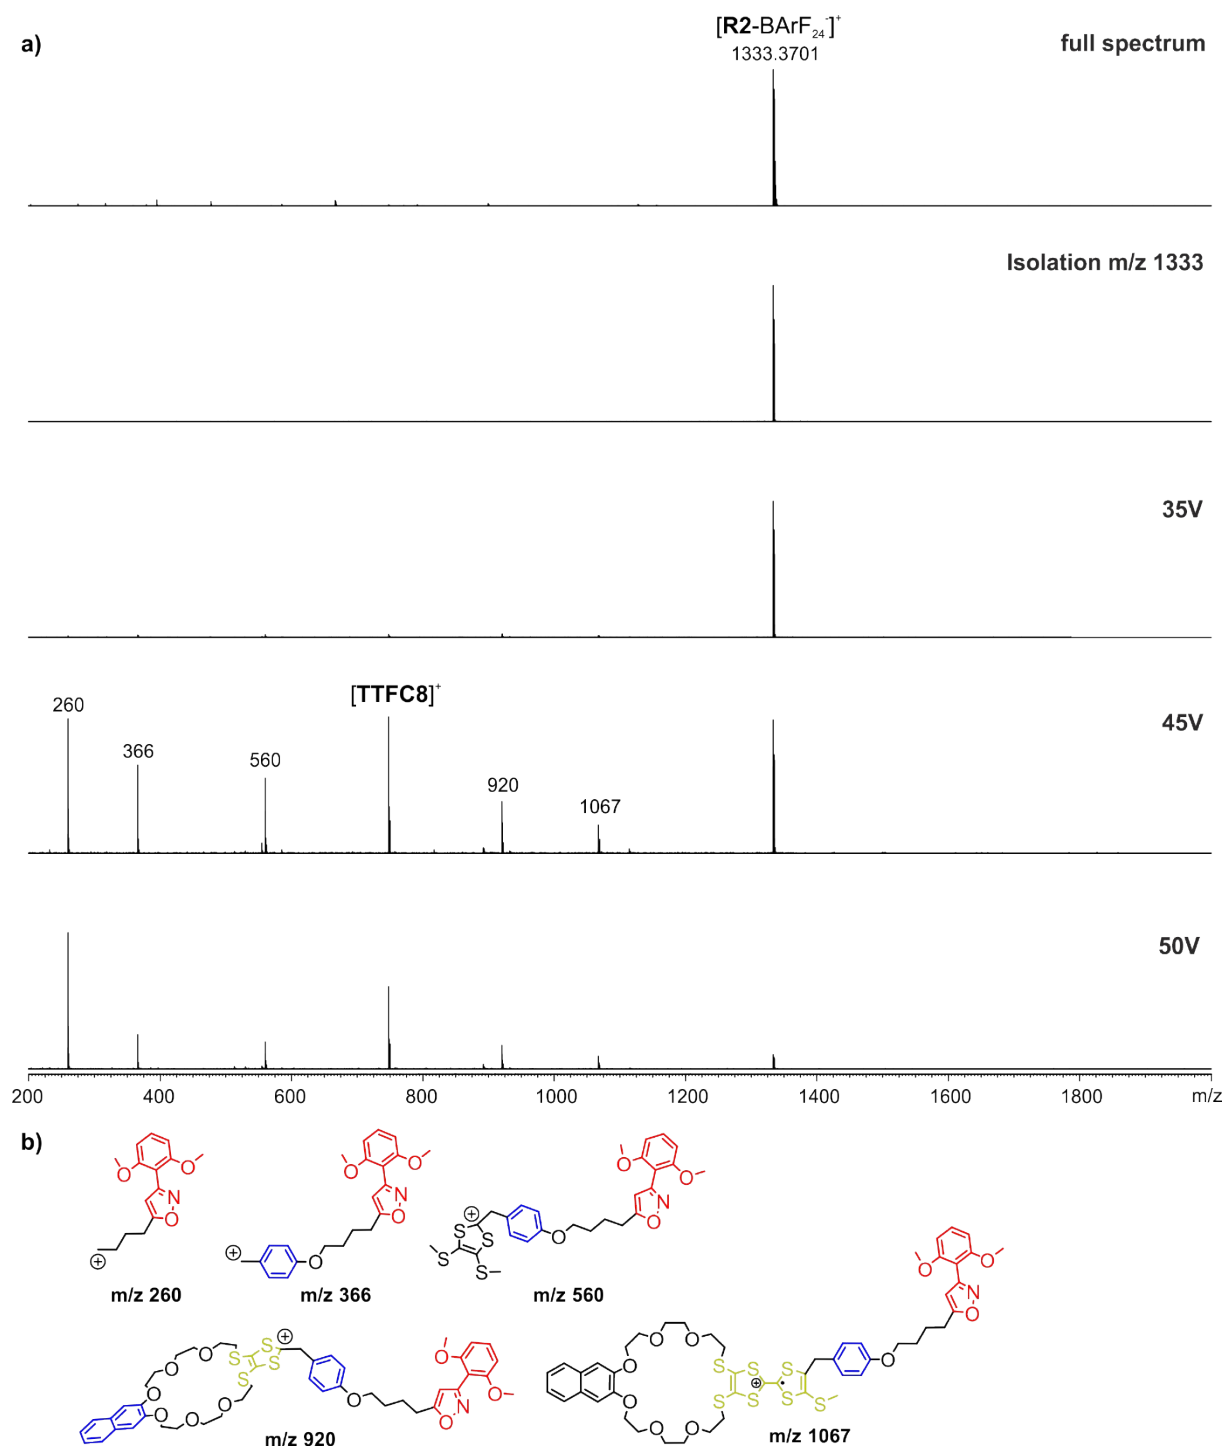 a)
[R2-BArF24-]+
1333.3701
full spectrum
Isolation m/z 1333
35V
[TTFC8]+
45V
260
366
560
920
1067
50V
200 400 600 800 1000 1200 1400 1600 1800 m/z
b)
O O
N
O
m/z 260
O O
N
O
O
m/z 366
O O
N
O
O
S S
S
S
m/z 560
O O
O O
O O
S S
S S
O
O
O
N
O
m/z 920
O O
O O
O O
S S
S S
S S
S
O
O O
N
O
m/z 1067